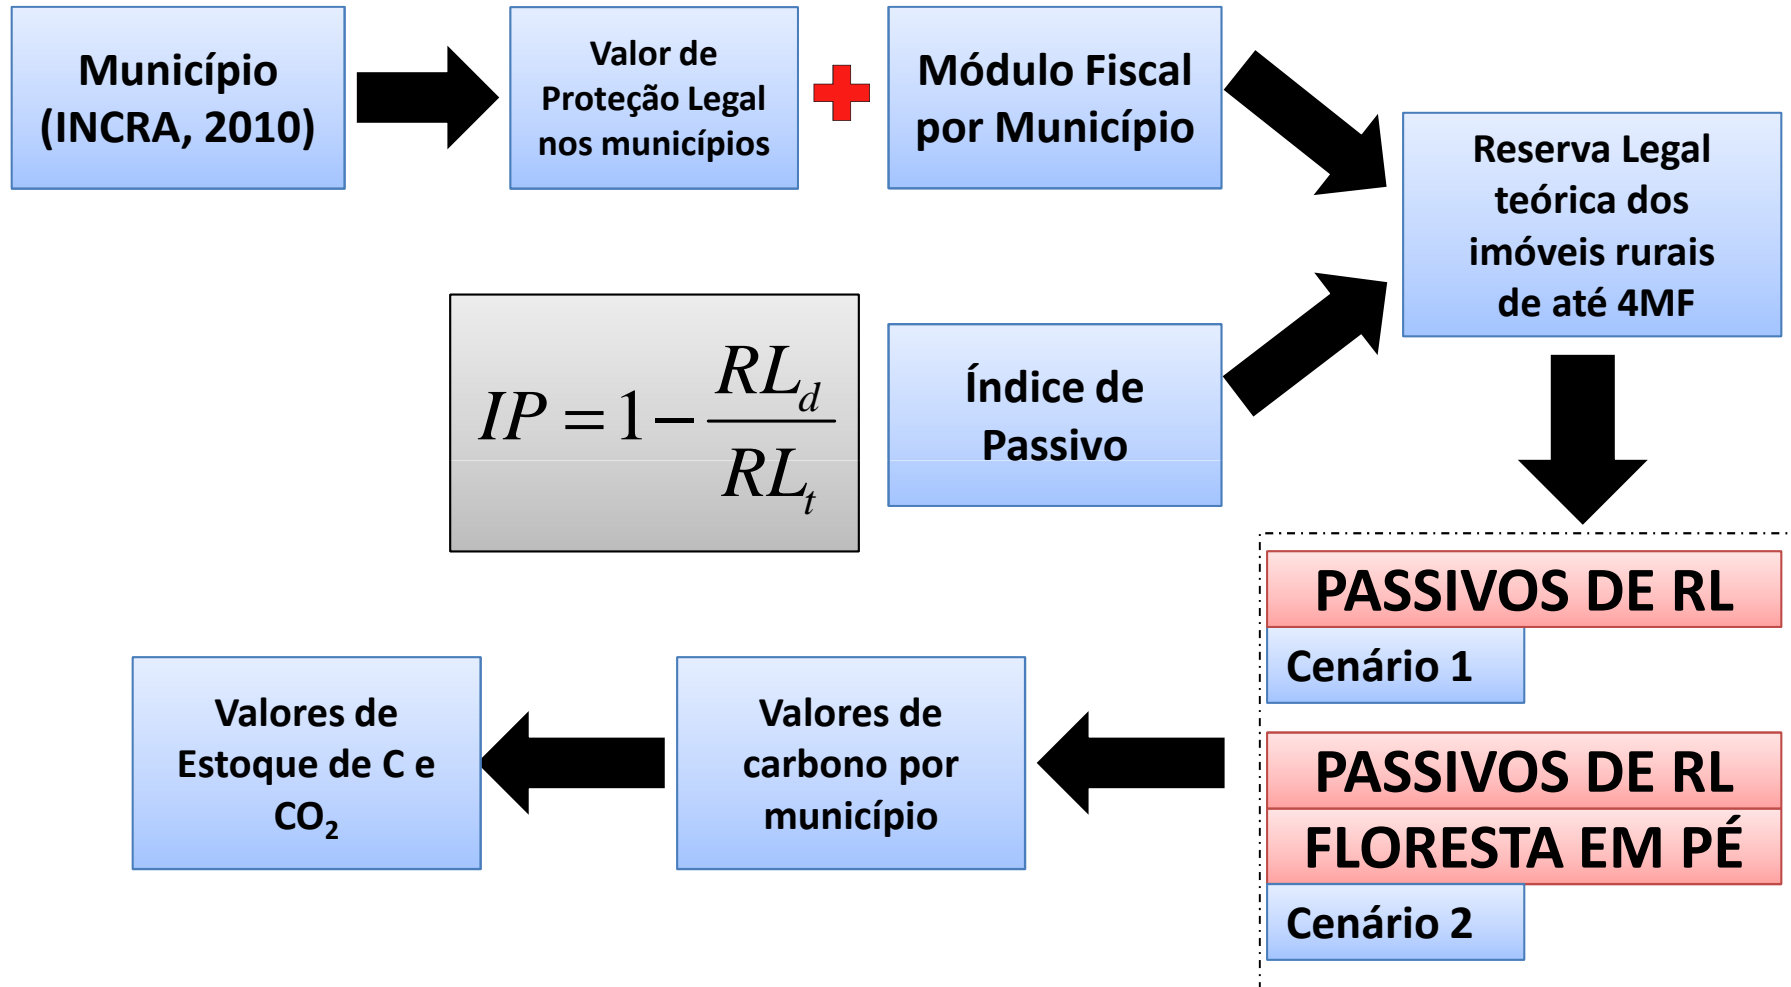 Município
(INCRA, 2010)
Valor de
Proteção Legal
nos municípios
Módulo Fiscal
por Município
Reserva Legal
teórica dos
imóveis rurais
de até 4MF
IP = 1 − RL_d / RL_t
Índice de
Passivo
PASSIVOS DE RL
Cenário 1
PASSIVOS DE RL
FLORESTA EM PÉ
Cenário 2
Valores de
carbono por
município
Valores de
Estoque de C e
CO₂